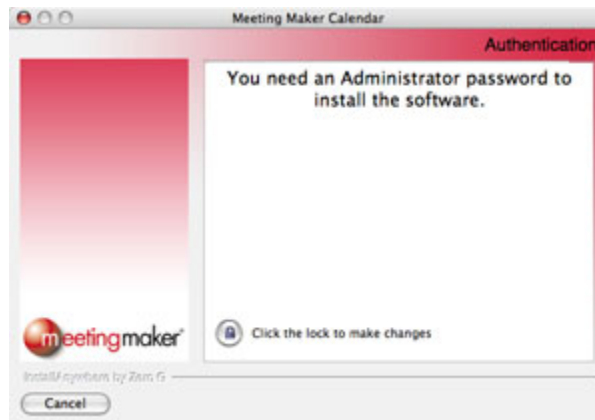 Meeting Maker Calendar
Authentication
You need an Administrator password to
install the software.
meetingmaker
Click the lock to make changes
InstallAnywhere by Zero G
Cancel